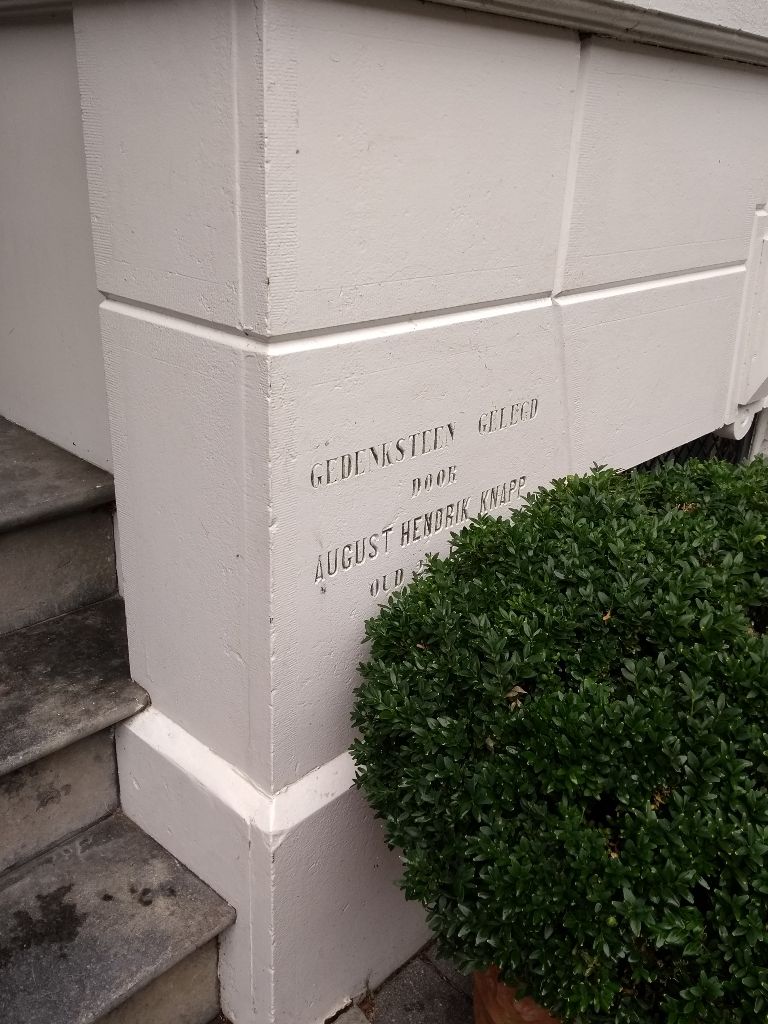 GEDENKSTEEN GELEGD
DOOR
AUGUST HENDRIK KNAPP
OUD